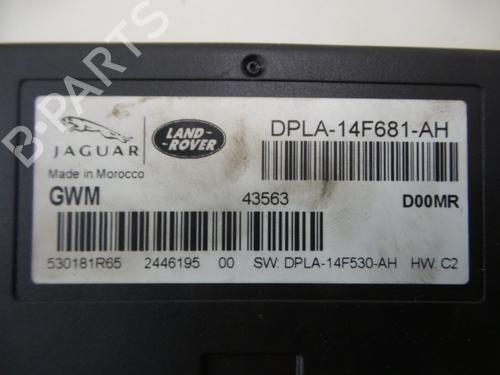 B-PARTS
JAGUAR
LAND-
-ROVER
DPLA-14F681-AH
Made in Morocco
GWM 43563 D00MR
530181R65 2446195 00 SW: DPLA-14F530-AH HW: C2